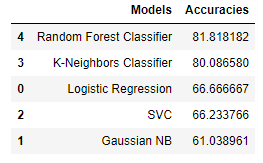 Models Accuracies
4 Random Forest Classifier 81.818182
3 K-Neighbors Classifier 80.086580
0 Logistic Regression 66.666667
2 SVC 66.233766
1 Gaussian NB 61.038961